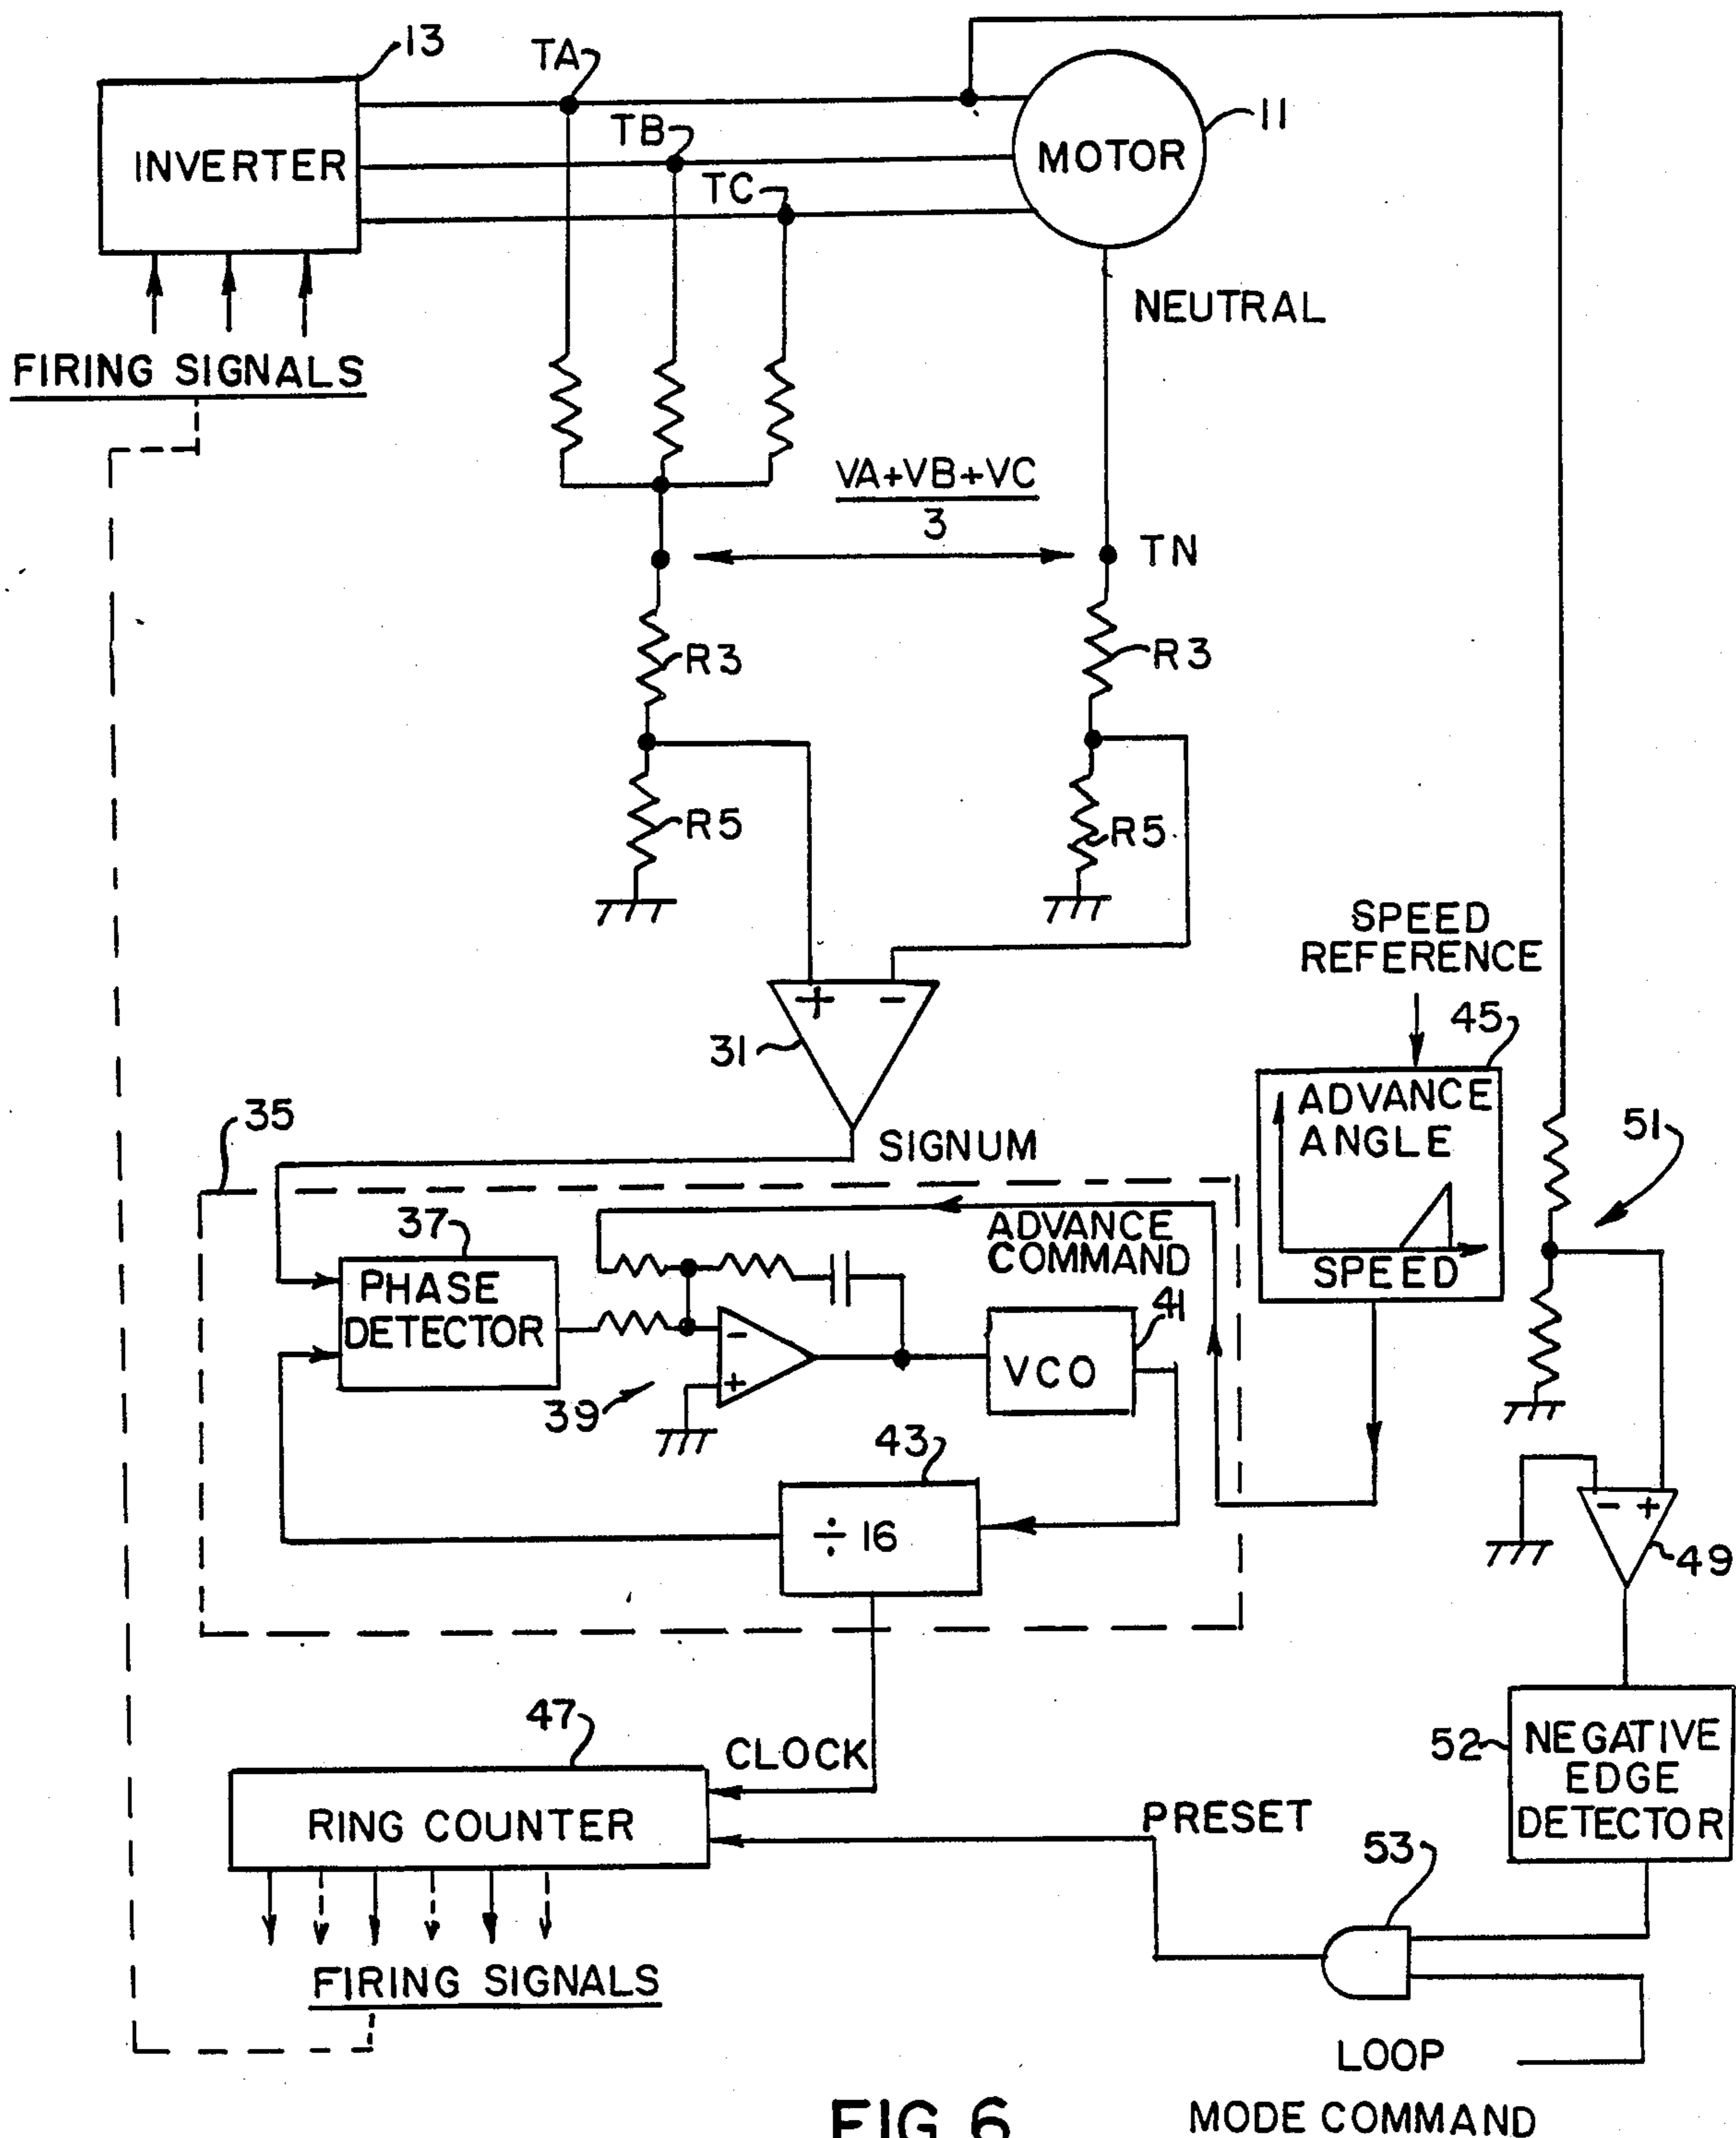 13
TA
TB
TC
INVERTER
MOTOR
11
NEUTRAL
FIRING SIGNALS
VA+VB+VC
3
TN
R3
R3
R5
R5
SPEED
REFERENCE
45
+ -
31
ADVANCE
ANGLE
SPEED
51
35
SIGNUM
37
ADVANCE
COMMAND
PHASE
DETECTOR
-
+
39
41
VCO
43
÷ 16
- +
49
47
CLOCK
RING COUNTER
PRESET
52
NEGATIVE
EDGE
DETECTOR
53
FIRING SIGNALS
LOOP
MODE COMMAND
FIG 6